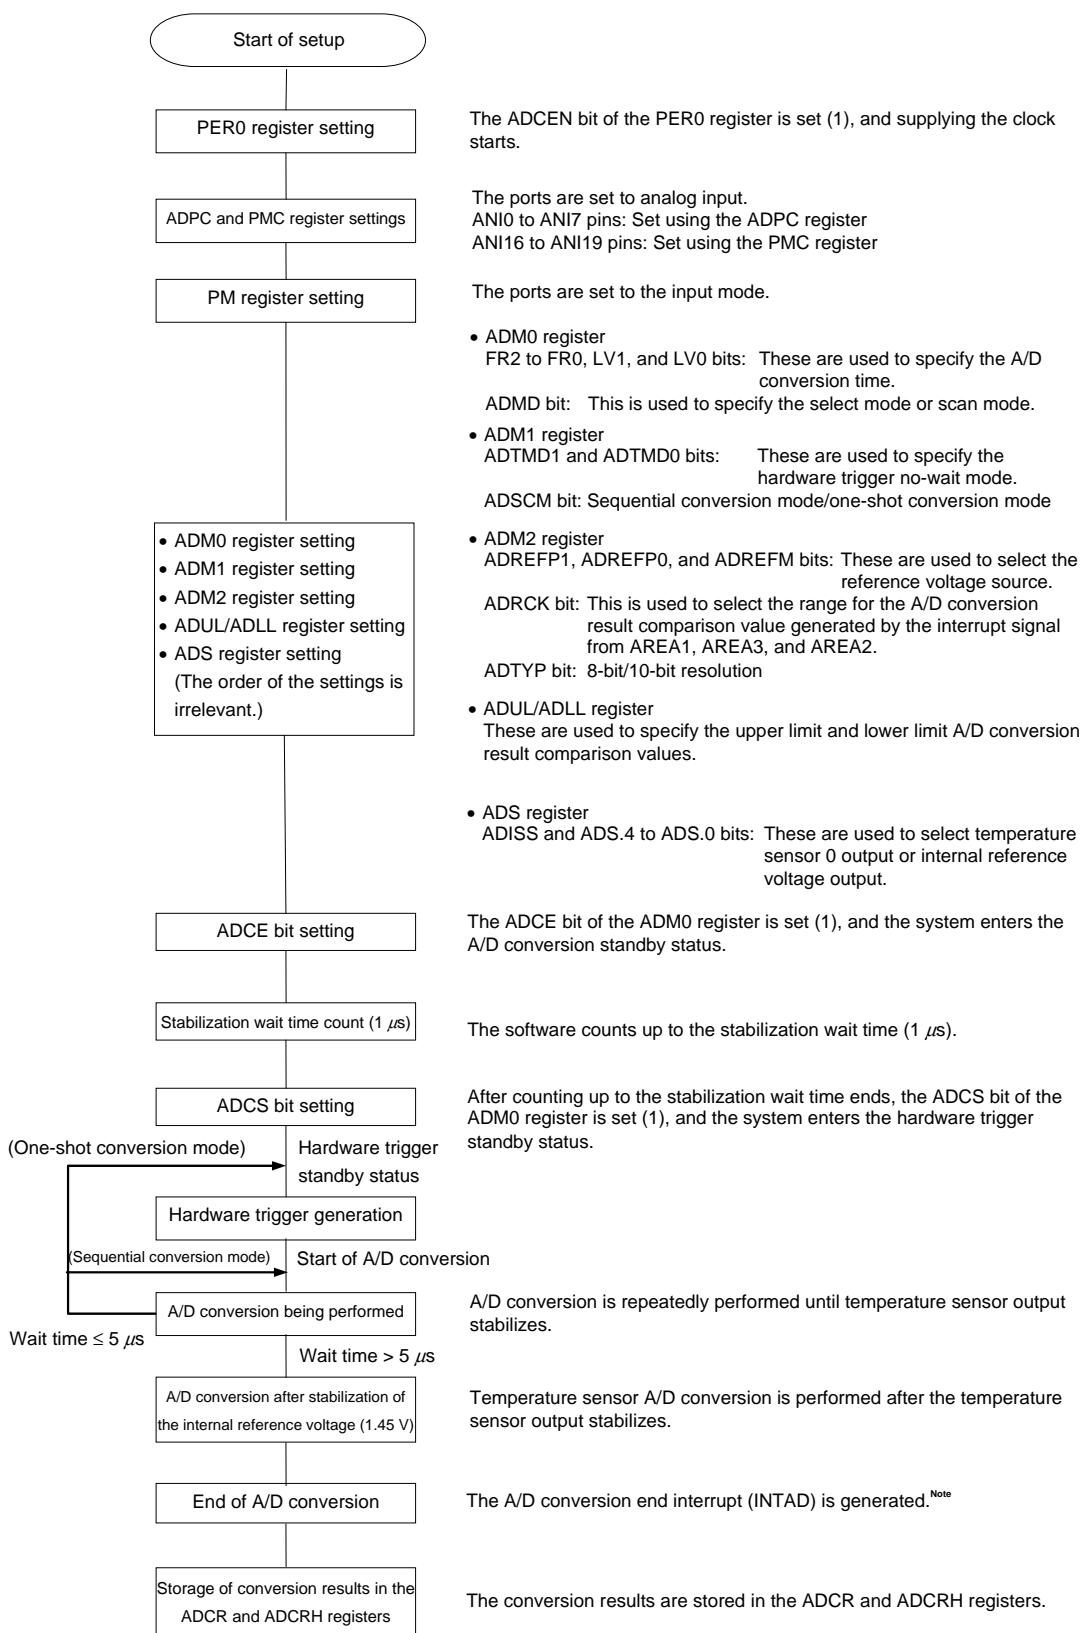 Start of setup
PER0 register setting
The ADCEN bit of the PER0 register is set (1), and supplying the clock
starts.
ADPC and PMC register settings
The ports are set to analog input.
ANI0 to ANI7 pins: Set using the ADPC register
ANI16 to ANI19 pins: Set using the PMC register
PM register setting
The ports are set to the input mode.
• ADM0 register setting
• ADM1 register setting
• ADM2 register setting
• ADUL/ADLL register setting
• ADS register setting
(The order of the settings is
irrelevant.)
• ADM0 register
FR2 to FR0, LV1, and LV0 bits: These are used to specify the A/D
conversion time.
ADMD bit: This is used to specify the select mode or scan mode.
• ADM1 register
ADTMD1 and ADTMD0 bits: These are used to specify the
hardware trigger no-wait mode.
ADSCM bit: Sequential conversion mode/one-shot conversion mode
• ADM2 register
ADREFP1, ADREFP0, and ADREFM bits: These are used to select the
reference voltage source.
ADRCK bit: This is used to select the range for the A/D conversion
result comparison value generated by the interrupt signal
from AREA1, AREA3, and AREA2.
ADTYP bit: 8-bit/10-bit resolution
• ADUL/ADLL register
These are used to specify the upper limit and lower limit A/D conversion
result comparison values.
• ADS register
ADISS and ADS.4 to ADS.0 bits: These are used to select temperature
sensor 0 output or internal reference
voltage output.
ADCE bit setting
The ADCE bit of the ADM0 register is set (1), and the system enters the
A/D conversion standby status.
Stabilization wait time count (1 μs)
The software counts up to the stabilization wait time (1 μs).
ADCS bit setting
After counting up to the stabilization wait time ends, the ADCS bit of the
ADM0 register is set (1), and the system enters the hardware trigger
standby status.
(One-shot conversion mode)
Hardware trigger
standby status
Hardware trigger generation
(Sequential conversion mode)
Start of A/D conversion
A/D conversion being performed
A/D conversion is repeatedly performed until temperature sensor output
stabilizes.
Wait time ≤ 5 μs
Wait time > 5 μs
A/D conversion after stabilization of
the internal reference voltage (1.45 V)
Temperature sensor A/D conversion is performed after the temperature
sensor output stabilizes.
End of A/D conversion
The A/D conversion end interrupt (INTAD) is generated.Note
Storage of conversion results in the
ADCR and ADCRH registers
The conversion results are stored in the ADCR and ADCRH registers.